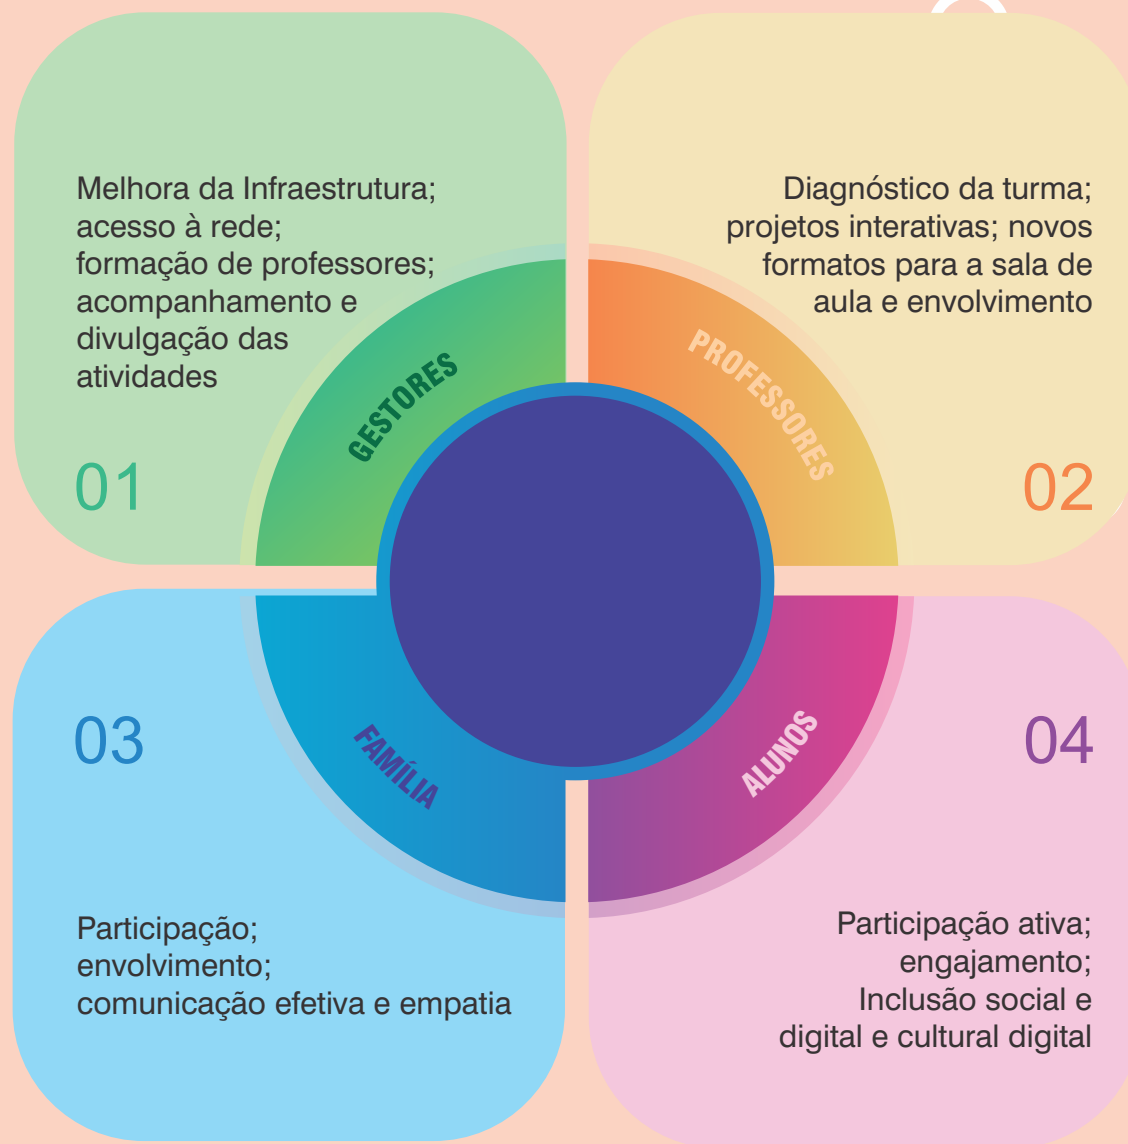 Melhora da Infraestrutura;
acesso à rede;
formação de professores;
acompanhamento e
divulgação das
atividades
GESTORES
01
Diagnóstico da turma;
projetos interativas; novos
formatos para a sala de
aula e envolvimento
PROFESSORES
02
03
FAMÍLIA
Participação;
envolvimento;
comunicação efetiva e empatia
04
ALUNOS
Participação ativa;
engajamento;
Inclusão social e
digital e cultural digital